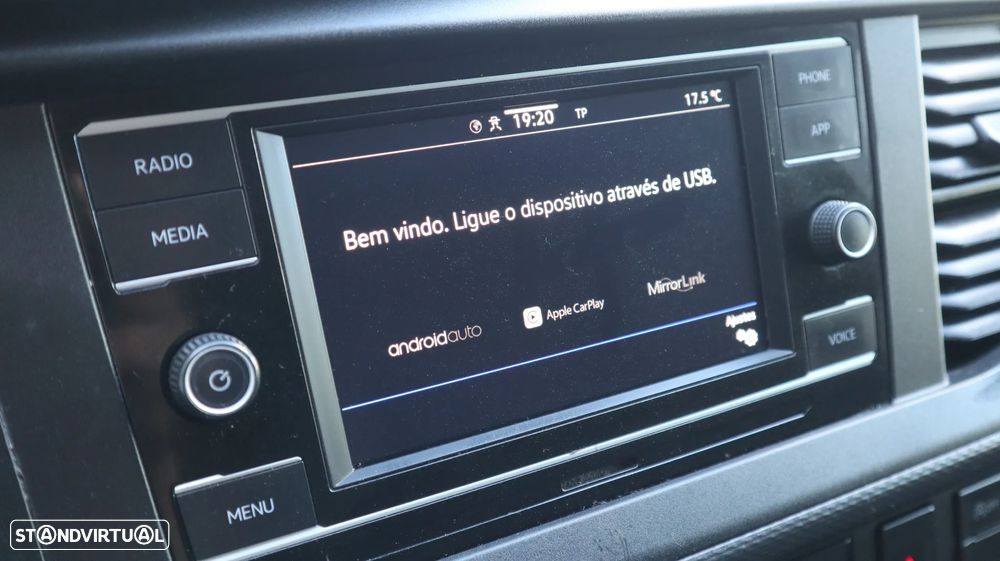 19:20 TP 17.5 °C
PHONE
APP
RADIO
MEDIA
Bem vindo. Ligue o dispositivo através de USB.
androidauto
Apple CarPlay
MirrorLink
Ajustes
VOICE
MENU
STANDVIRTUAL